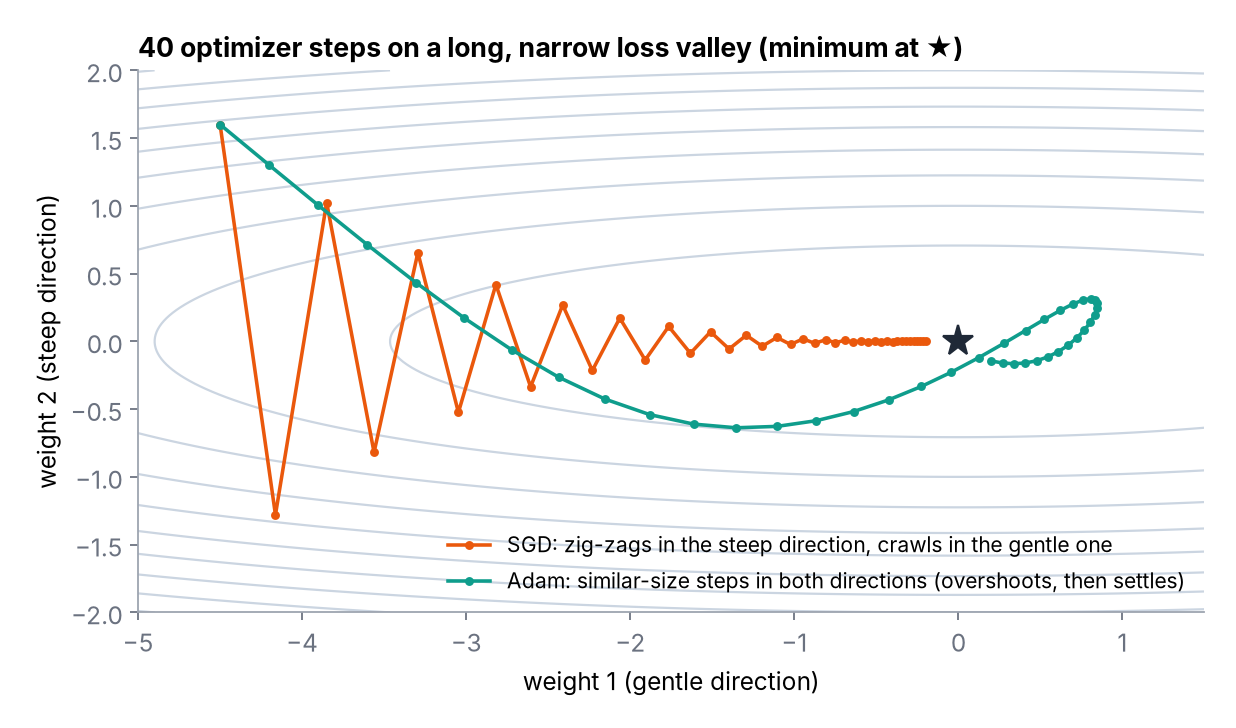 40 optimizer steps on a long, narrow loss valley (minimum at ★)
weight 2 (steep direction)
2.0
1.5
1.0
0.5
0.0
−0.5
−1.0
−1.5
−2.0
SGD: zig-zags in the steep direction, crawls in the gentle one
Adam: similar-size steps in both directions (overshoots, then settles)
−5 −4 −3 −2 −1 0 1
weight 1 (gentle direction)